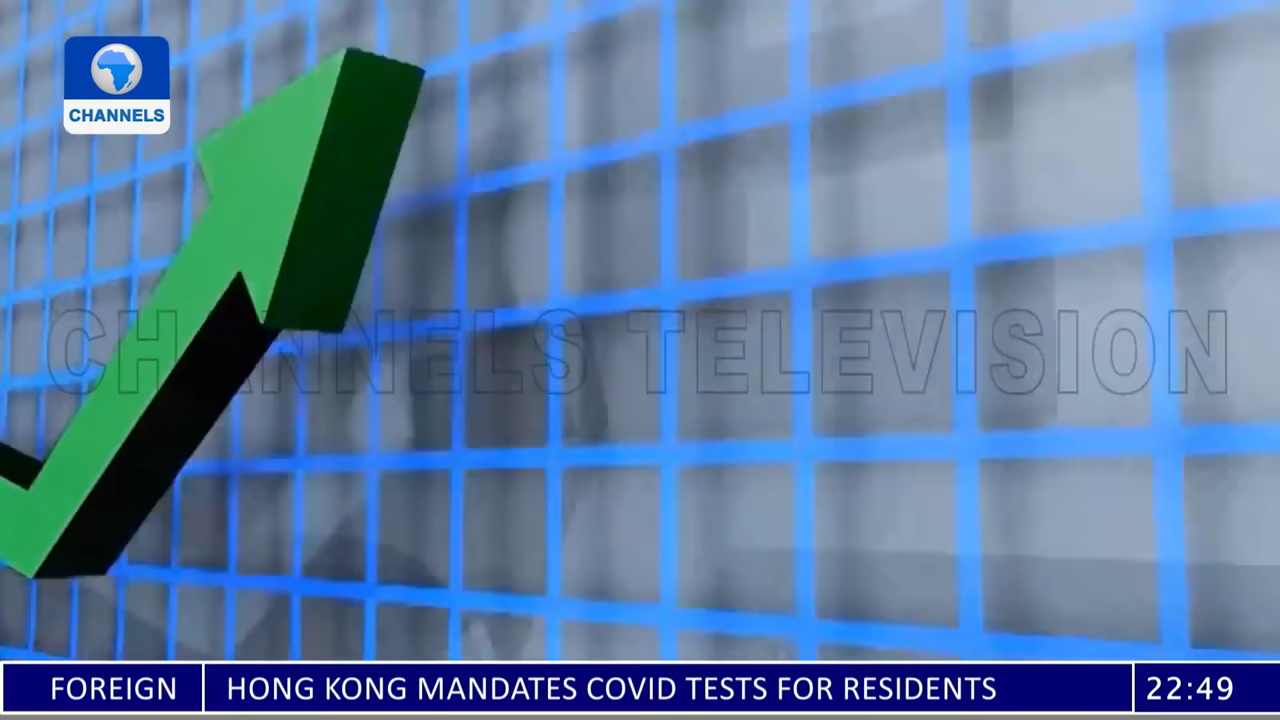 CHANNELS
CHANNELS TELEVISION
FOREIGN
HONG KONG MANDATES COVID TESTS FOR RESIDENTS
22:49